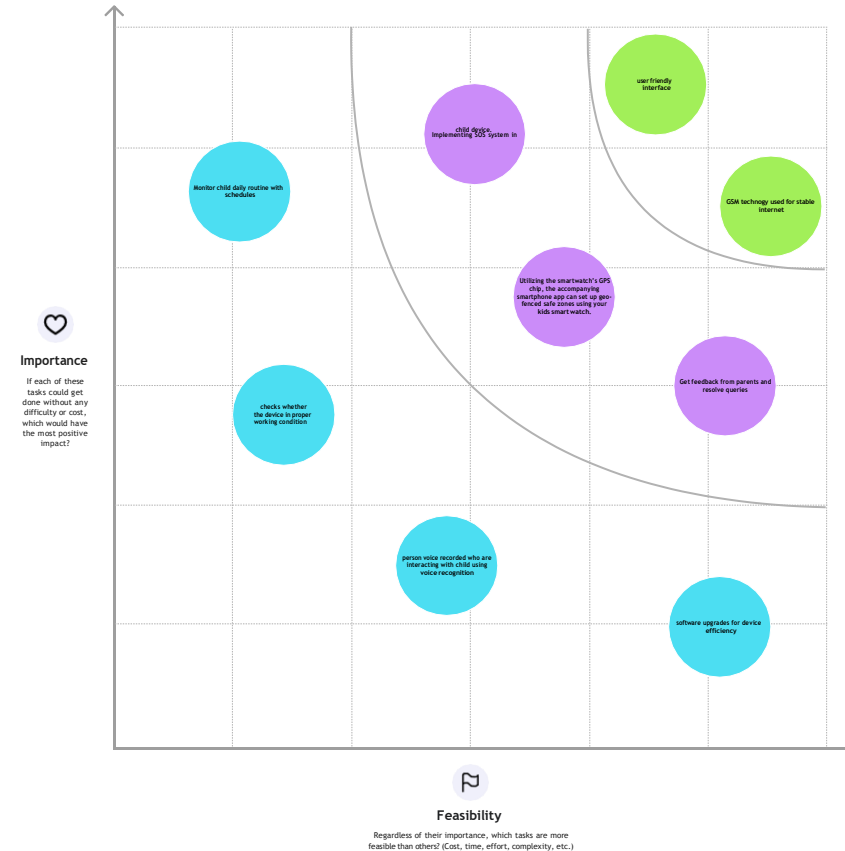 user friendly
interface
child device.
Implementing SOS system in
Monitor child daily routine with
schedules
GSM technogy used for stable
internet
Utilizing the smartwatch's GPS
chip, the accompanying
smartphone app can set up geo-
fenced safe zones using your
kids smartwatch.
Importance
If each of these
tasks could get
done without any
difficulty or cost,
which would have
the most positive
impact?
Get feedback from parents and
resolve queries
checks whether
the device in proper
working condition
person voice recorded who are
interacting with child using
voice recognition
software upgrades for device
efficiency
Feasibility
Regardless of their importance, which tasks are more
feasible than others? (Cost, time, effort, complexity, etc.)